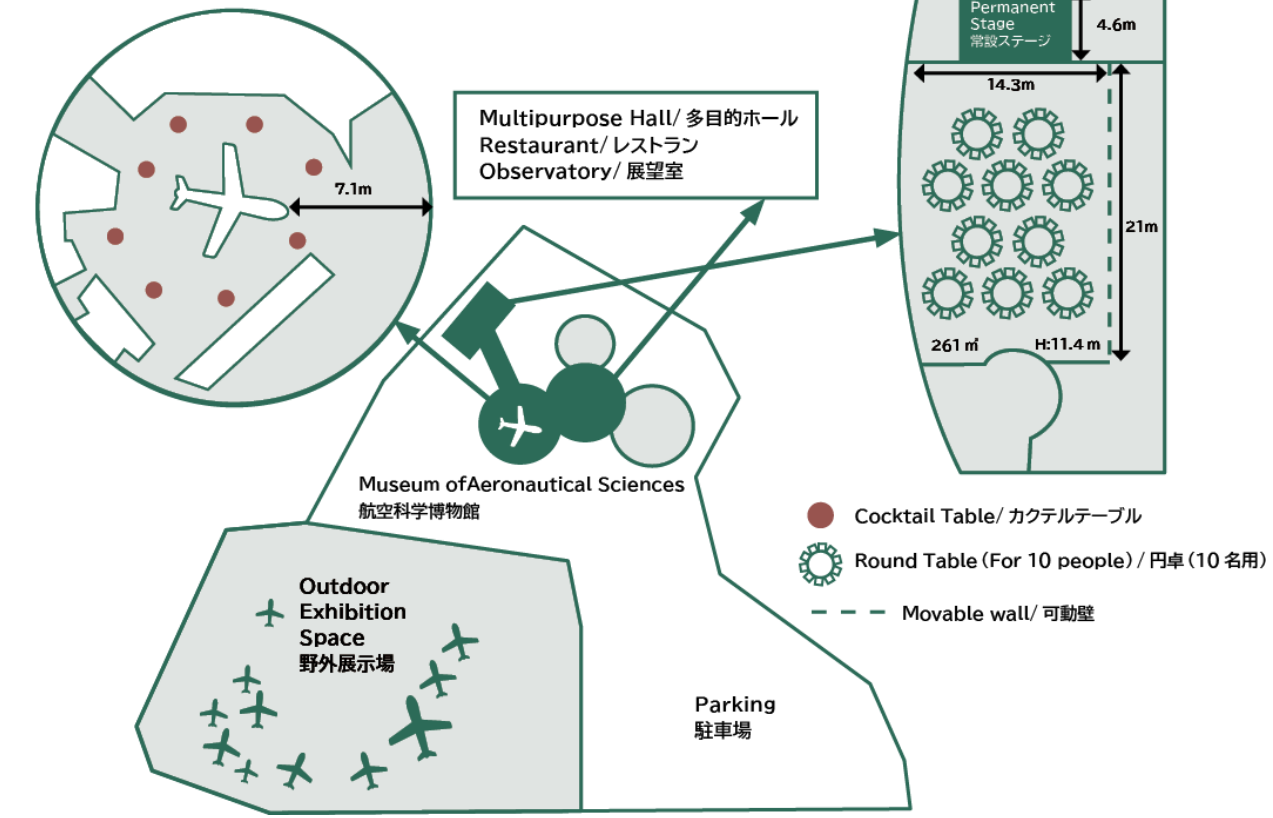 Permanent
Stage
常設ステージ
4.6m
14.3m
7.1m
Multipurpose Hall/ 多目的ホール
Restaurant/ レストラン
Observatory/ 展望室
21m
261㎡
H:11.4 m
Museum ofAeronautical Sciences
航空科学博物館
Cocktail Table/ カクテルテーブル
Round Table (For 10 people) / 円卓 (10 名用)
Movable wall/ 可動壁
Outdoor
Exhibition
Space
野外展示場
Parking
駐車場